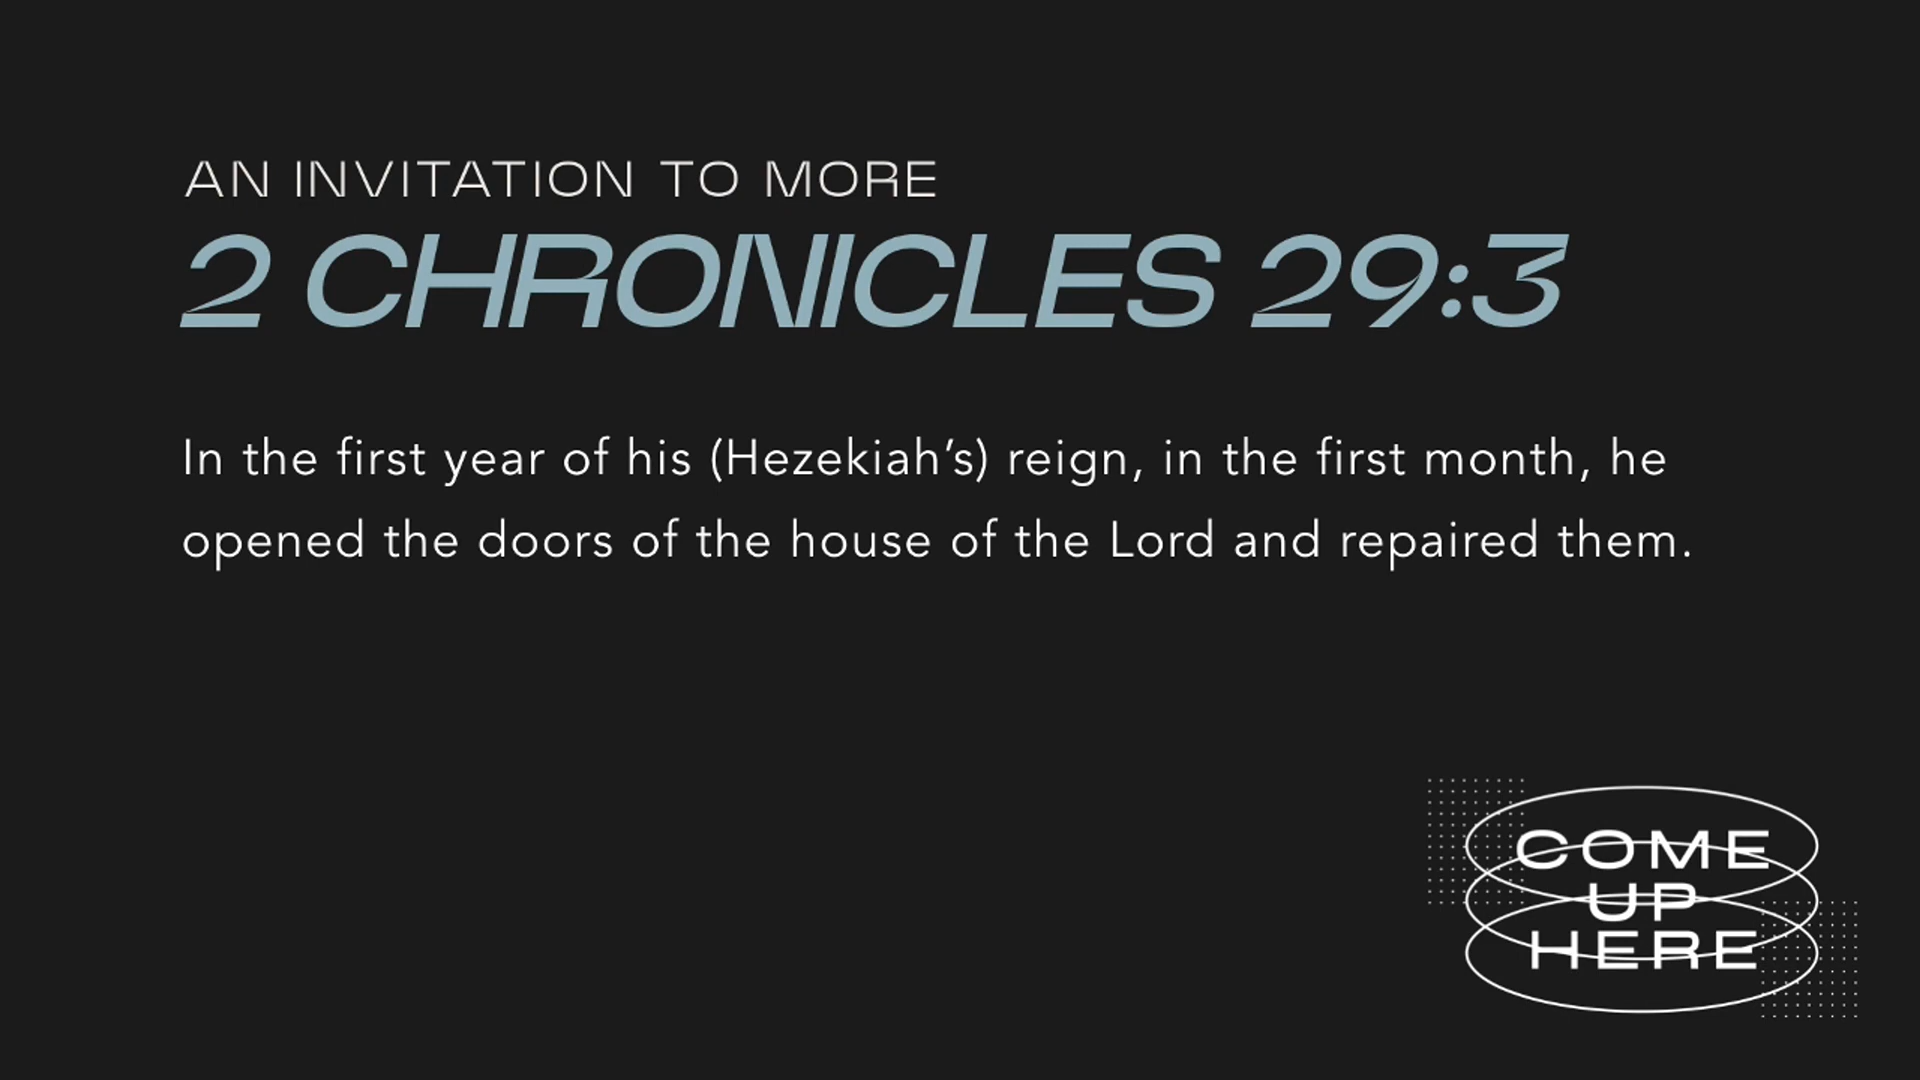 AN INVITATION TO MORE
2 CHRONICLES 29:3
In the first year of his (Hezekiah’s) reign, in the first month, he
opened the doors of the house of the Lord and repaired them.
COME
UP
HERE